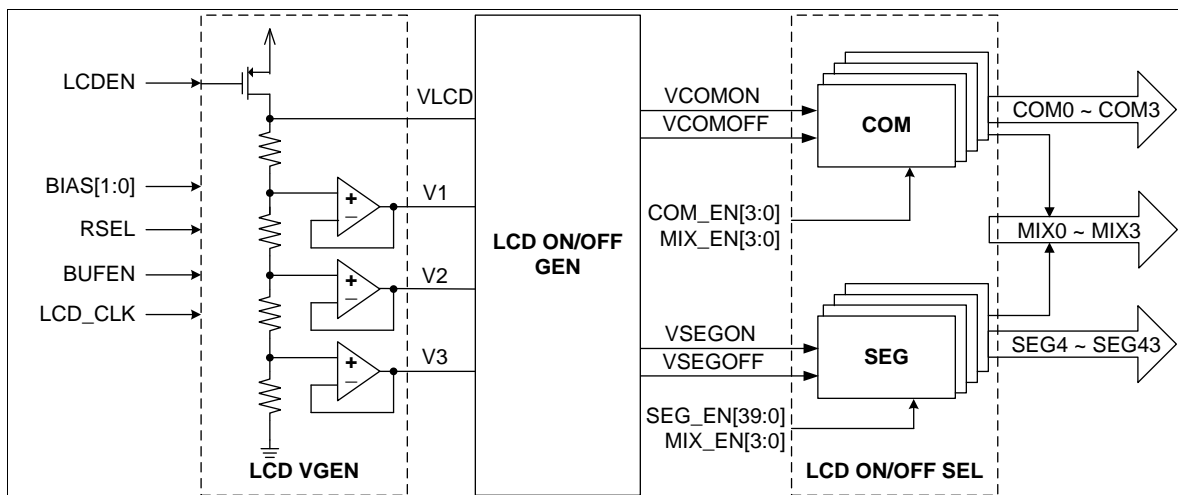 LCDEN
BIAS[1:0]
RSEL
BUFEN
LCD_CLK
+
−
+
−
+
−
LCD VGEN
VLCD
V1
V2
V3
LCD ON/OFF
GEN
VCOMON
VCOMOFF
COM_EN[3:0]
MIX_EN[3:0]
VSEGON
VSEGOFF
SEG_EN[39:0]
MIX_EN[3:0]
COM
SEG
LCD ON/OFF SEL
COM0 ~ COM3
MIX0 ~ MIX3
SEG4 ~ SEG43